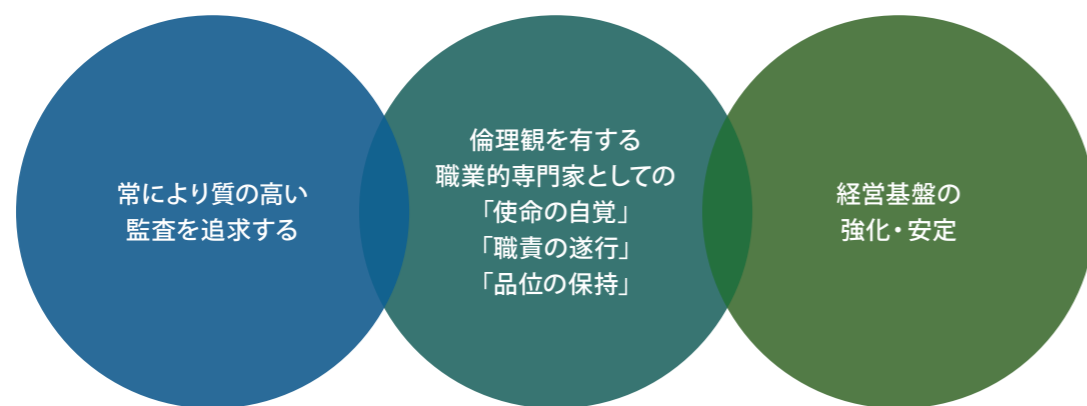 常により質の高い
監査を追求する
倫理観を有する
職業的専門家としての
「使命の自覚」
「職責の遂行」
「品位の保持」
経営基盤の
強化・安定